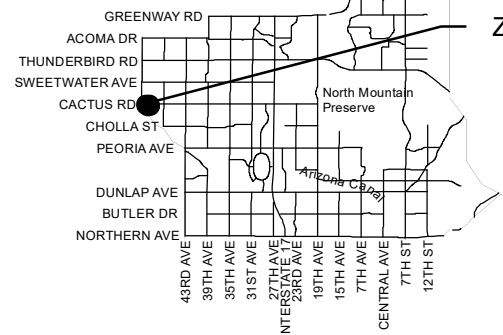 GREENWAY RD
Z
ACOMA DR
THUNDERBIRD RD
SWEETWATER AVE
CACTUS RD
North Mountain
Preserve
CHOLLA ST
PEORIA AVE
Arizona Canal
DUNLAP AVE
BUTLER DR
NORTHERN AVE
43RD AVE
39TH AVE
35TH AVE
31ST AVE
27TH AVE
INTERSTATE 17
23RD AVE
19TH AVE
15TH AVE
7TH AVE
CENTRAL AVE
7TH ST
12TH ST